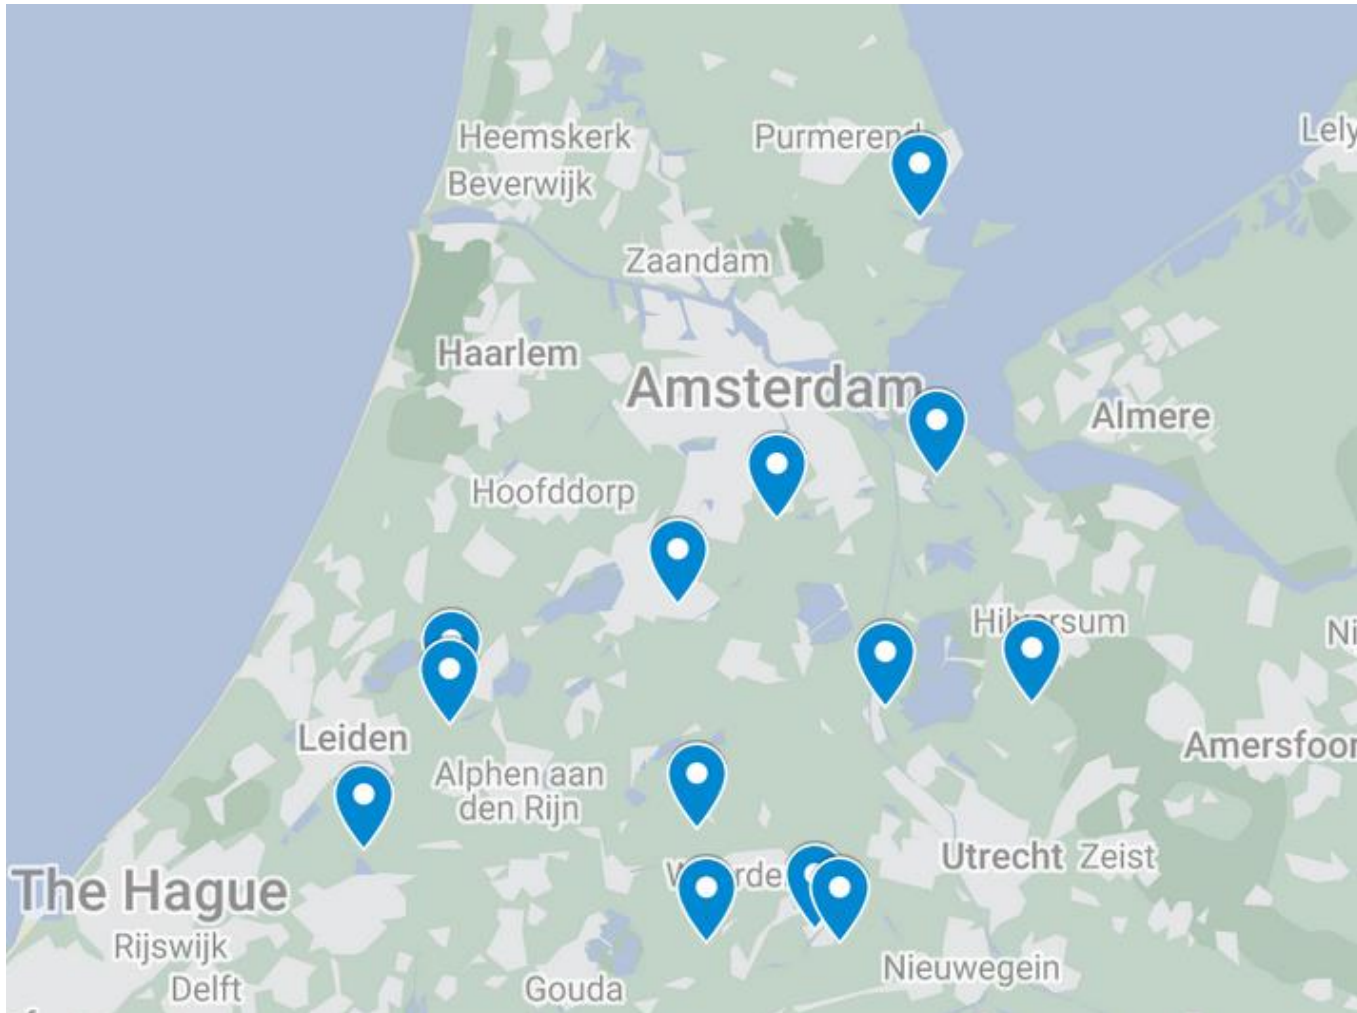 Heemskerk
Purmerend
Lely
Beverwijk
Zaandam
Haarlem
Amsterdam
Almere
Hoofddorp
Hilversum
Ni
Leiden
Amersfoor
Alphen aan
den Rijn
Utrecht
Zeist
The Hague
Rijswijk
Nieuwegein
Delft
Gouda